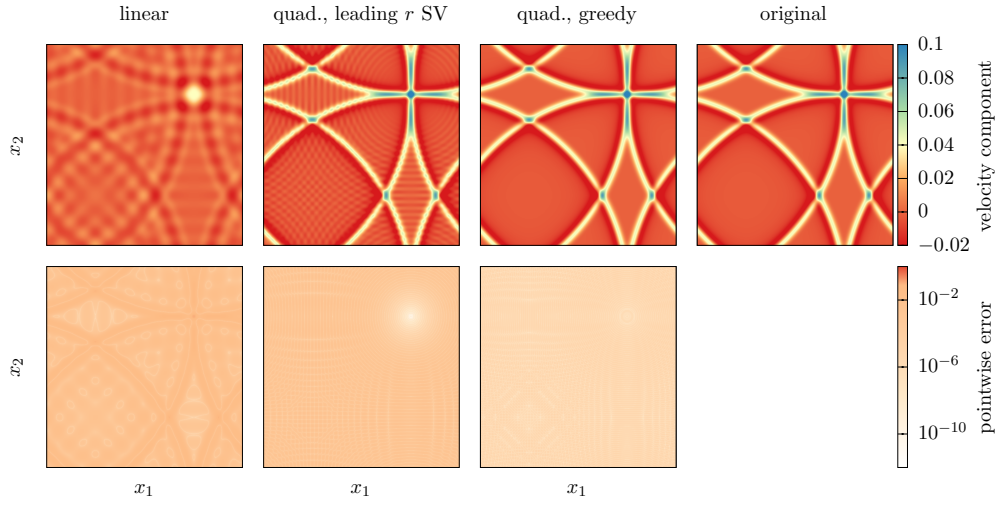 linear
quad., leading r SV
quad., greedy
original
x₂
0.1
0.08
0.06
0.04
0.02
0
−0.02
velocity component
x₂
10⁻²
10⁻⁶
10⁻¹⁰
pointwise error
x₁
x₁
x₁